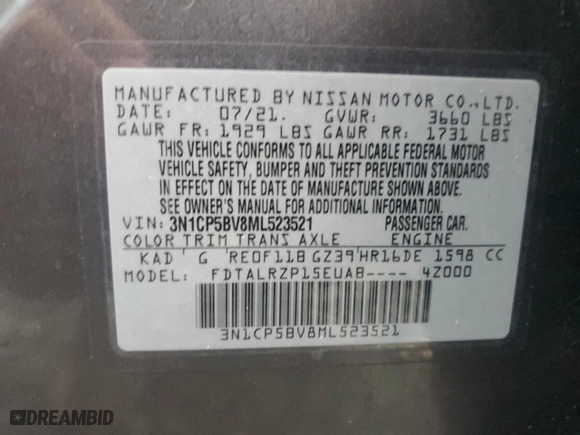 MANUFACTURED BY NISSAN MOTOR CO.,LTD.
DATE: 07/21. GVWR: 3660 LBS
GAWR FR: 1929 LBS GAWR RR: 1731 LBS
THIS VEHICLE CONFORMS TO ALL APPLICABLE FEDERAL MOTOR
VEHICLE SAFETY, BUMPER AND THEFT PREVENTION STANDARDS
IN EFFECT ON THE DATE OF MANUFACTURE SHOWN ABOVE.
SEE OWNER'S MANUAL FOR ADDITIONAL INFORMATION.
VIN: 3N1CP5BV8ML523521 PASSENGER CAR.
COLOR TRIM TRANS AXLE ENGINE
KAD G RE0F11B GZ39 HR16DE 1598 CC
MODEL: FDTALRZP15EUAB---- 4Z000
3N1CP5BV8ML523521
DREAMBID